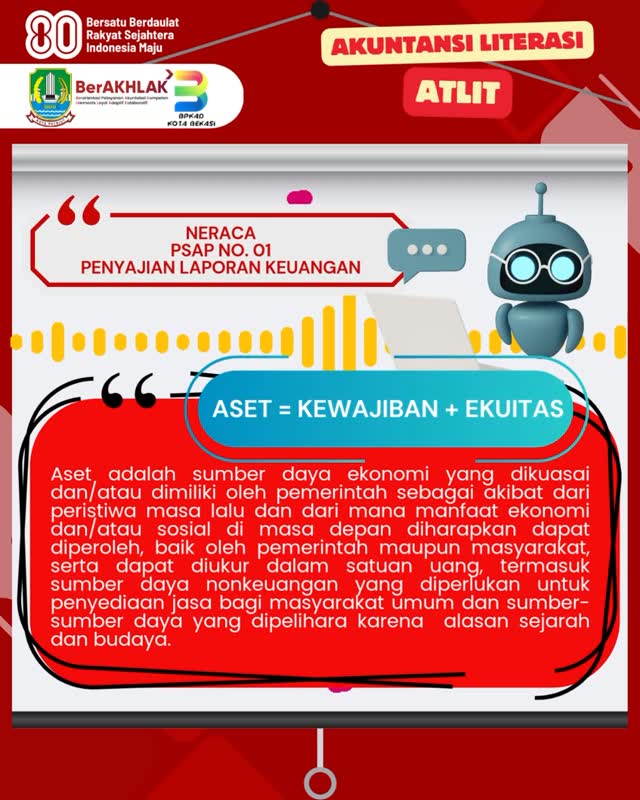 80
Bersatu Berdaulat
Rakyat Sejahtera
Indonesia Maju
AKUNTANSI LITERASI
ATLIT
BerAKHLAK
BPKAD
KOTA BEKASI
NERACA
PSAP NO. 01
PENYAJIAN LAPORAN KEUANGAN
ASET = KEWAJIBAN + EKUITAS
Aset adalah sumber daya ekonomi yang dikuasai
dan/atau dimiliki oleh pemerintah sebagai akibat dari
peristiwa masa lalu dan dari mana manfaat ekonomi
dan/atau sosial di masa depan diharapkan dapat
diperoleh, baik oleh pemerintah maupun masyarakat,
serta dapat diukur dalam satuan uang, termasuk
sumber daya nonkeuangan yang diperlukan untuk
penyediaan jasa bagi masyarakat umum dan sumber-
sumber daya yang dipelihara karena alasan sejarah
dan budaya.